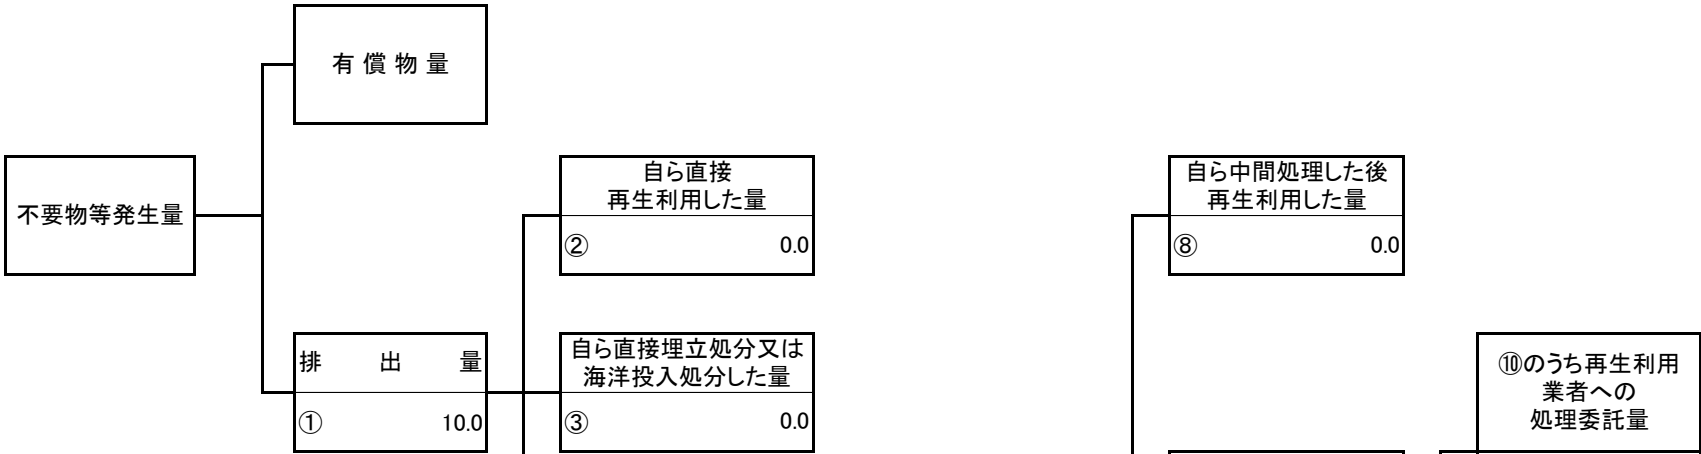 有 償 物 量
不要物等発生量
自ら直接
再生利用した量
② 0.0
自ら中間処理した後
再生利用した量
⑧ 0.0
排 出 量
① 10.0
自ら直接埋立処分又は
海洋投入処分した量
③ 0.0
⑩のうち再生利用
業者への
処理委託量